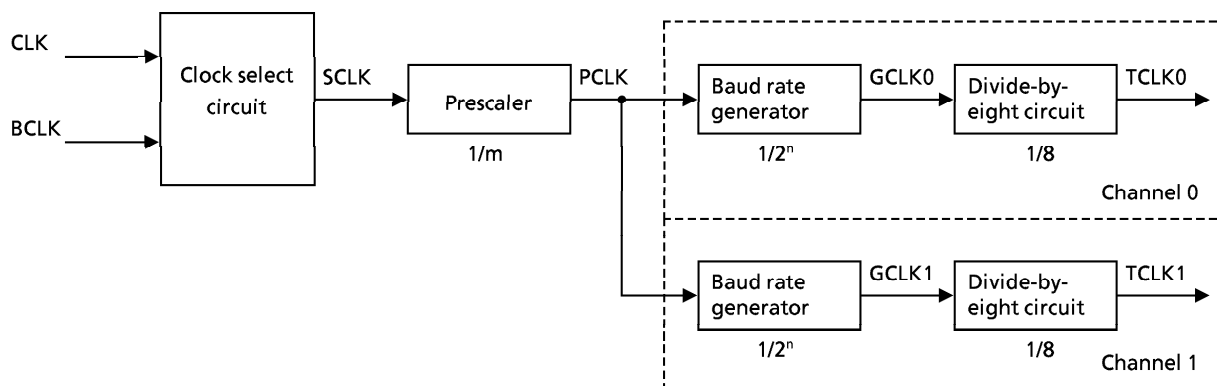 CLK
BCLK
Clock select
circuit
SCLK
Prescaler
1/m
PCLK
Baud rate
generator
1/2ⁿ
GCLK0
Divide-by-
eight circuit
1/8
TCLK0
Channel 0
Baud rate
generator
1/2ⁿ
GCLK1
Divide-by-
eight circuit
1/8
TCLK1
Channel 1